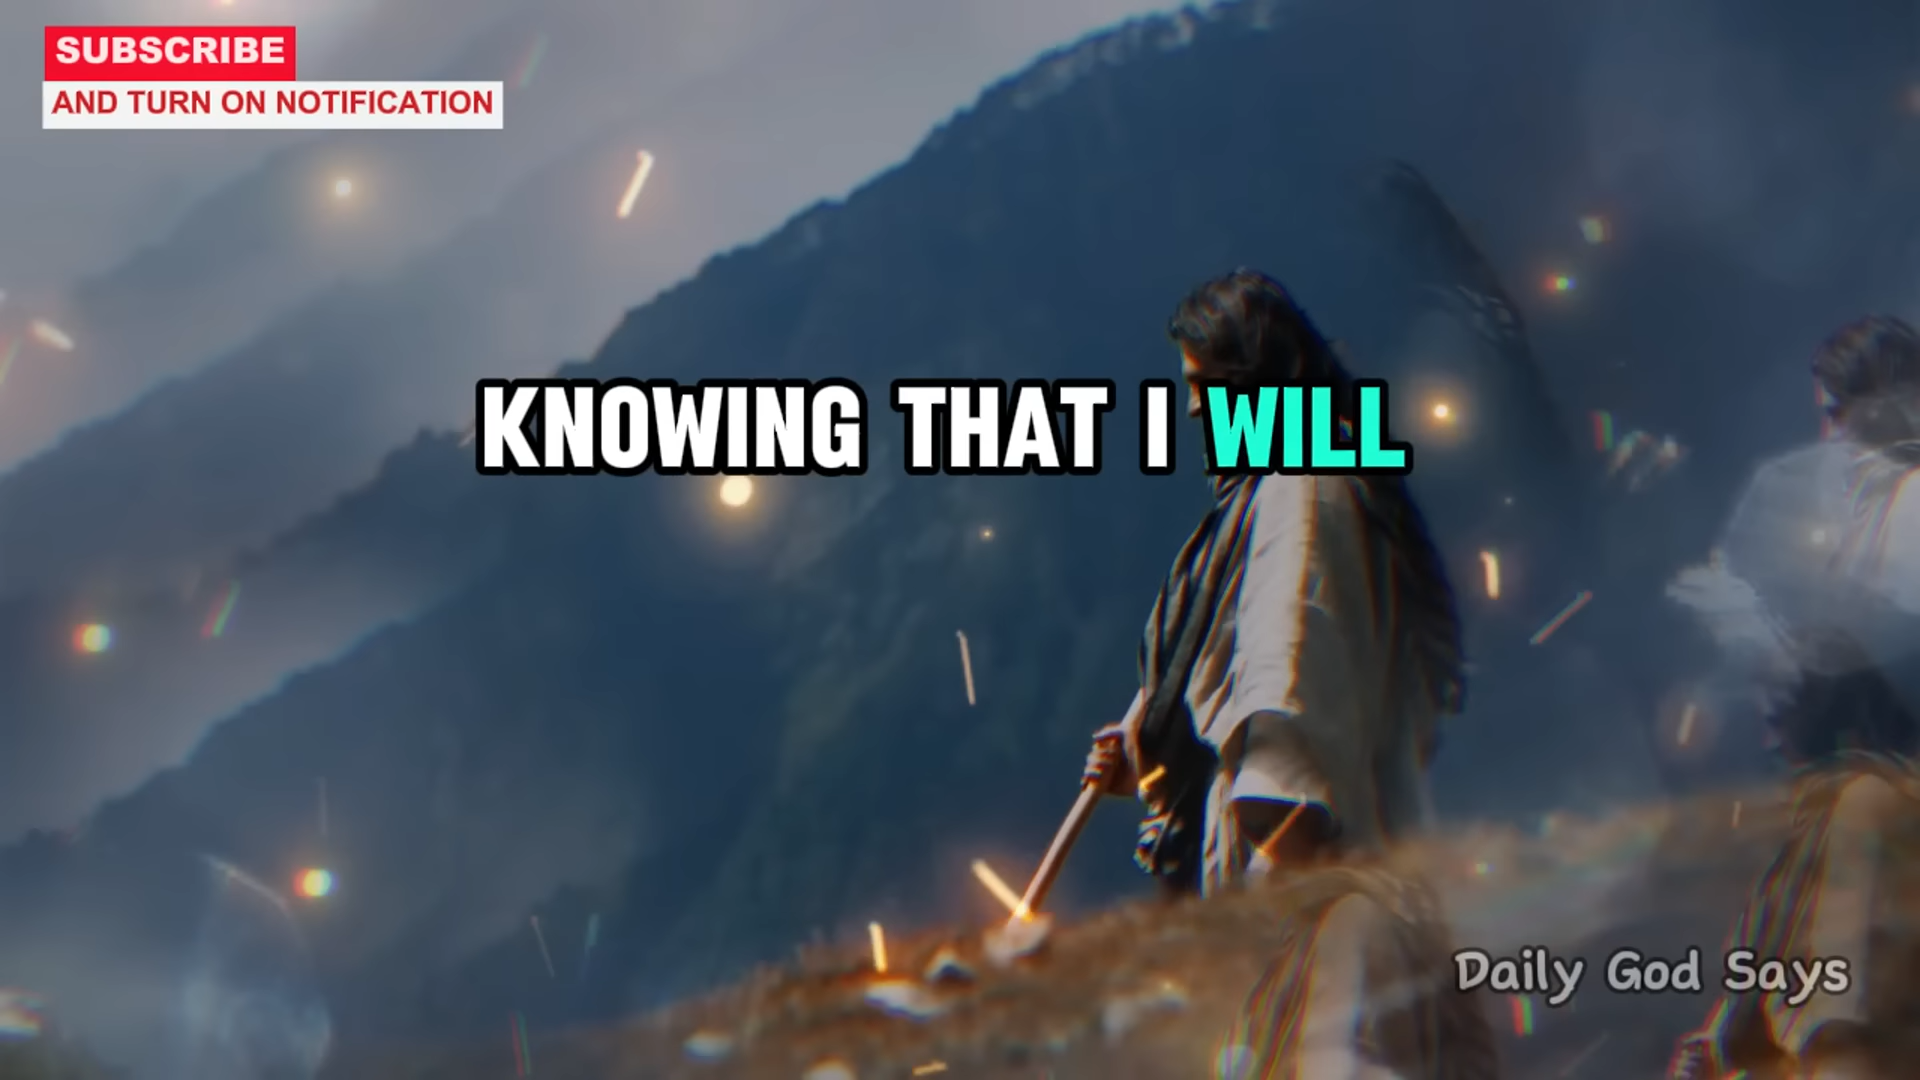 SUBSCRIBE
AND TURN ON NOTIFICATION
KNOWING THAT I WILL
Daily God Says